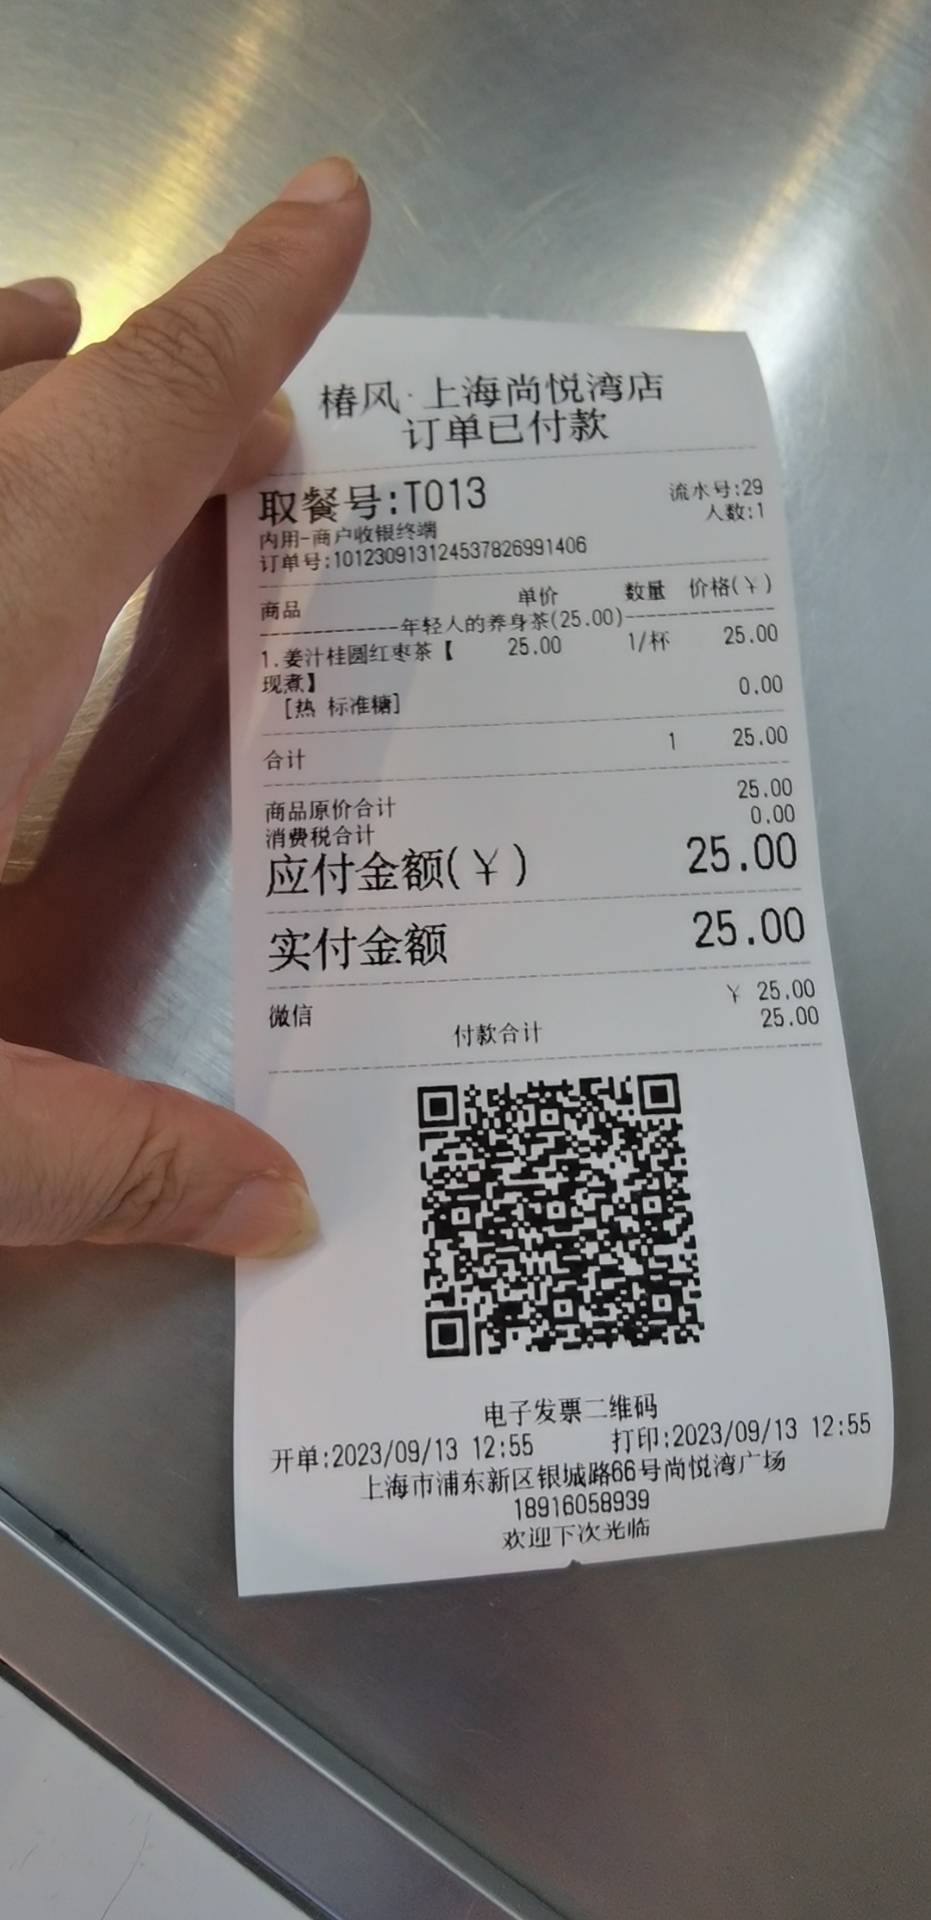 椿风·上海尚悦湾店
订单已付款
取餐号:T013 流水号:29
内用-商户收银终端 人数:1
订单号:101230913124537826991406
商品 单价 数量 价格(¥)
-------------年轻人的养身茶(25.00)--------------
1.姜汁桂圆红枣茶【 25.00 1/杯 25.00
现煮】
[热 标准糖] 0.00
合计 1 25.00
商品原价合计 25.00
消费税合计 0.00
应付金额(¥) 25.00
实付金额 25.00
微信 ¥ 25.00
付款合计 25.00
电子发票二维码
开单:2023/09/13 12:55 打印:2023/09/13 12:55
上海市浦东新区银城路66号尚悦湾广场
18916058939
欢迎下次光临